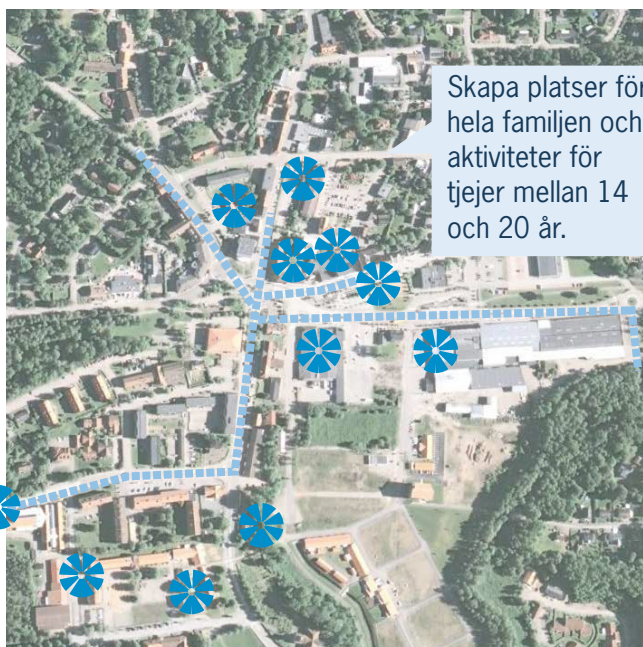 Skapa platser för
hela familjen och
aktiviteter för
tjejer mellan 14
och 20 år.